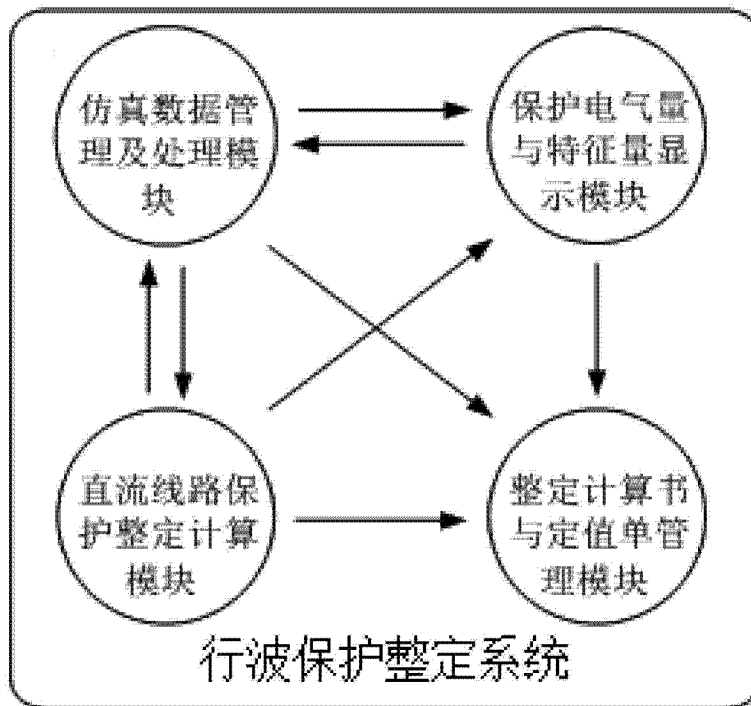 仿真数据管
理及处理模
块
保护电气量
与特征量显
示模块
直流线路保
护整定计算
模块
整定计算书
与定值单管
理模块
行波保护整定系统